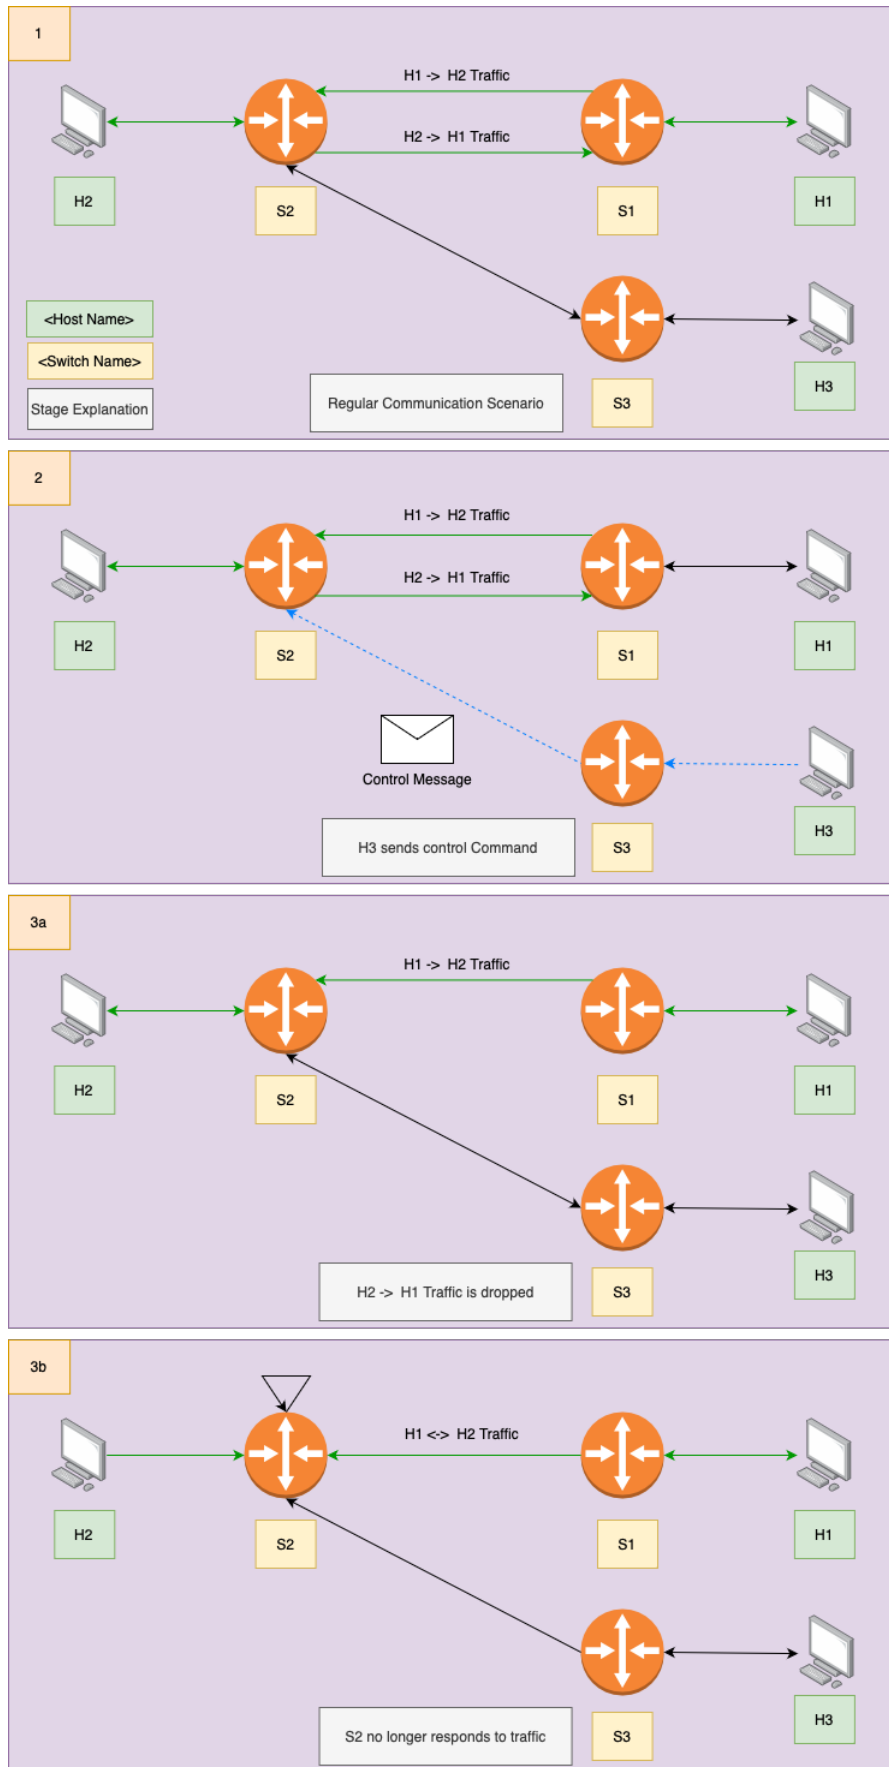 1
H1 -> H2 Traffic
H2 -> H1 Traffic
H2
S2
S1
H1
<Host Name>
<Switch Name>
Stage Explanation
Regular Communication Scenario
S3
H3
2
H1 -> H2 Traffic
H2 -> H1 Traffic
H2
S2
S1
H1
Control Message
H3 sends control Command
S3
H3
3a
H1 -> H2 Traffic
H2
S2
S1
H1
H2 -> H1 Traffic is dropped
S3
H3
3b
H1 <-> H2 Traffic
H2
S2
S1
H1
S2 no longer responds to traffic
S3
H3